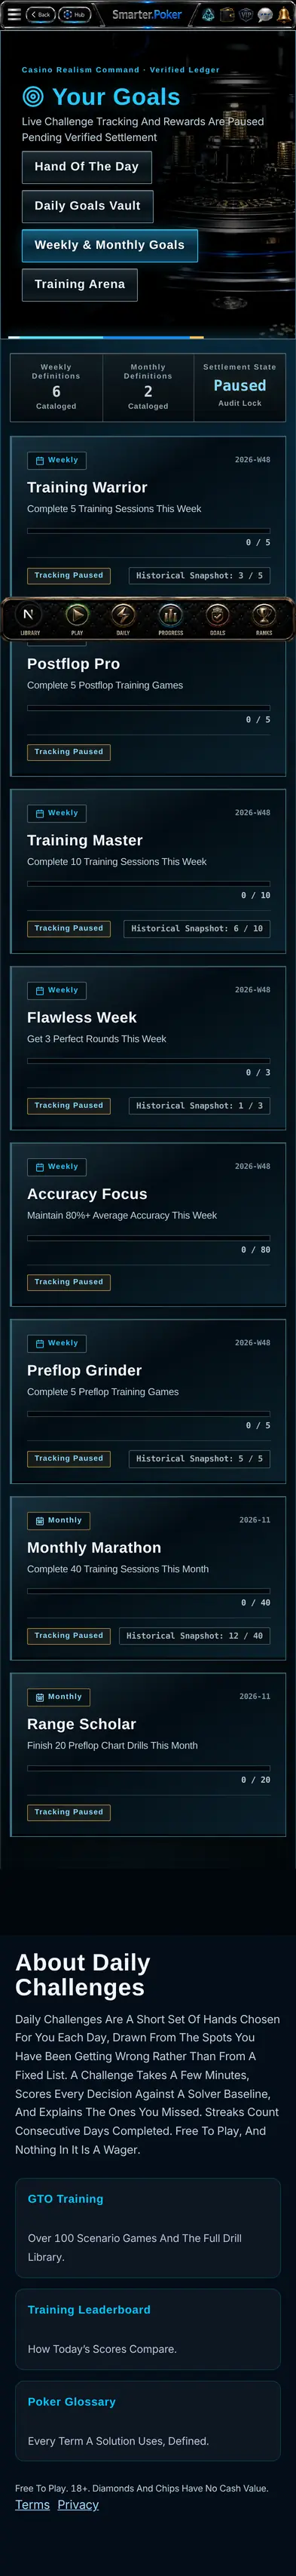 Back
Hub
Smarter.Poker
VIP
Casino Realism Command · Verified Ledger
Your Goals
Live Challenge Tracking And Rewards Are Paused
Pending Verified Settlement
Hand Of The Day
Daily Goals Vault
Weekly & Monthly Goals
Training Arena
Weekly
Definitions
6
Cataloged
Monthly
Definitions
2
Cataloged
Settlement State
Paused
Audit Lock
Weekly
2026-W48
Training Warrior
Complete 5 Training Sessions This Week
0 / 5
Tracking Paused
Historical Snapshot: 3 / 5
LIBRARY
PLAY
DAILY
PROGRESS
GOALS
RANKS
Postflop Pro
Complete 5 Postflop Training Games
0 / 5
Tracking Paused
Weekly
2026-W48
Training Master
Complete 10 Training Sessions This Week
0 / 10
Tracking Paused
Historical Snapshot: 6 / 10
Weekly
2026-W48
Flawless Week
Get 3 Perfect Rounds This Week
0 / 3
Tracking Paused
Historical Snapshot: 1 / 3
Weekly
2026-W48
Accuracy Focus
Maintain 80%+ Average Accuracy This Week
0 / 80
Tracking Paused
Weekly
2026-W48
Preflop Grinder
Complete 5 Preflop Training Games
0 / 5
Tracking Paused
Historical Snapshot: 5 / 5
Monthly
2026-11
Monthly Marathon
Complete 40 Training Sessions This Month
0 / 40
Tracking Paused
Historical Snapshot: 12 / 40
Monthly
2026-11
Range Scholar
Finish 20 Preflop Chart Drills This Month
0 / 20
Tracking Paused
About Daily
Challenges
Daily Challenges Are A Short Set Of Hands Chosen
For You Each Day, Drawn From The Spots You
Have Been Getting Wrong Rather Than From A
Fixed List. A Challenge Takes A Few Minutes,
Scores Every Decision Against A Solver Baseline,
And Explains The Ones You Missed. Streaks Count
Consecutive Days Completed. Free To Play, And
Nothing In It Is A Wager.
GTO Training
Over 100 Scenario Games And The Full Drill
Library.
Training Leaderboard
How Today's Scores Compare.
Poker Glossary
Every Term A Solution Uses, Defined.
Free To Play. 18+. Diamonds And Chips Have No Cash Value.
Terms Privacy